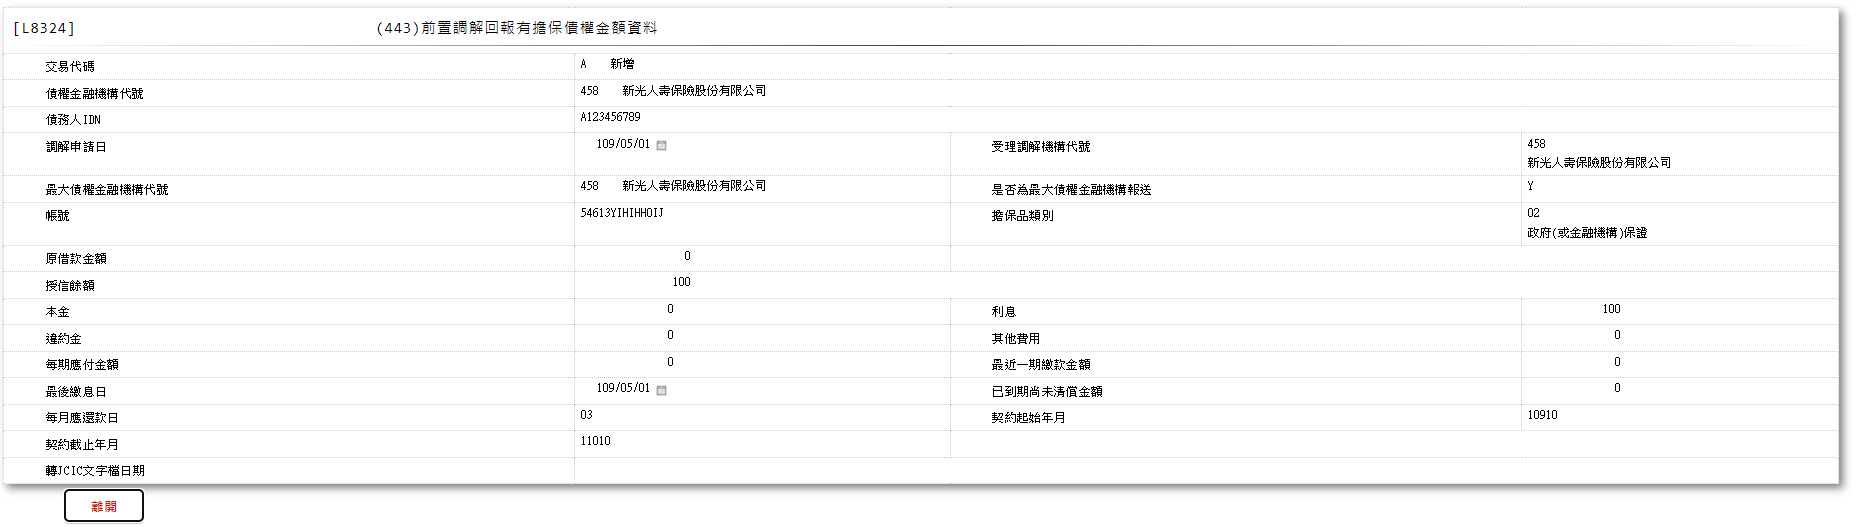 [L8324] (443)前置調解回報有擔保債權金額資料
交易代碼 A 新增
債權金融機構代號 458 新光人壽保險股份有限公司
債務人IDN A123456789
調解申請日 109/05/01 受理調解機構代號 458
新光人壽保險股份有限公司
最大債權金融機構代號 458 新光人壽保險股份有限公司 是否為最大債權金融機構報送 Y
帳號 54613YIHIHHOIJ 擔保品類別 02
政府(或金融機構)保證
原借款金額 0
授信餘額 100
本金 0 利息 100
違約金 0 其他費用 0
每期應付金額 0 最近一期繳款金額 0
最後繳息日 109/05/01 已到期尚未清償金額 0
每月應還款日 03 契約起始年月 10910
契約截止年月 11010
轉JCIC文字檔日期
離開